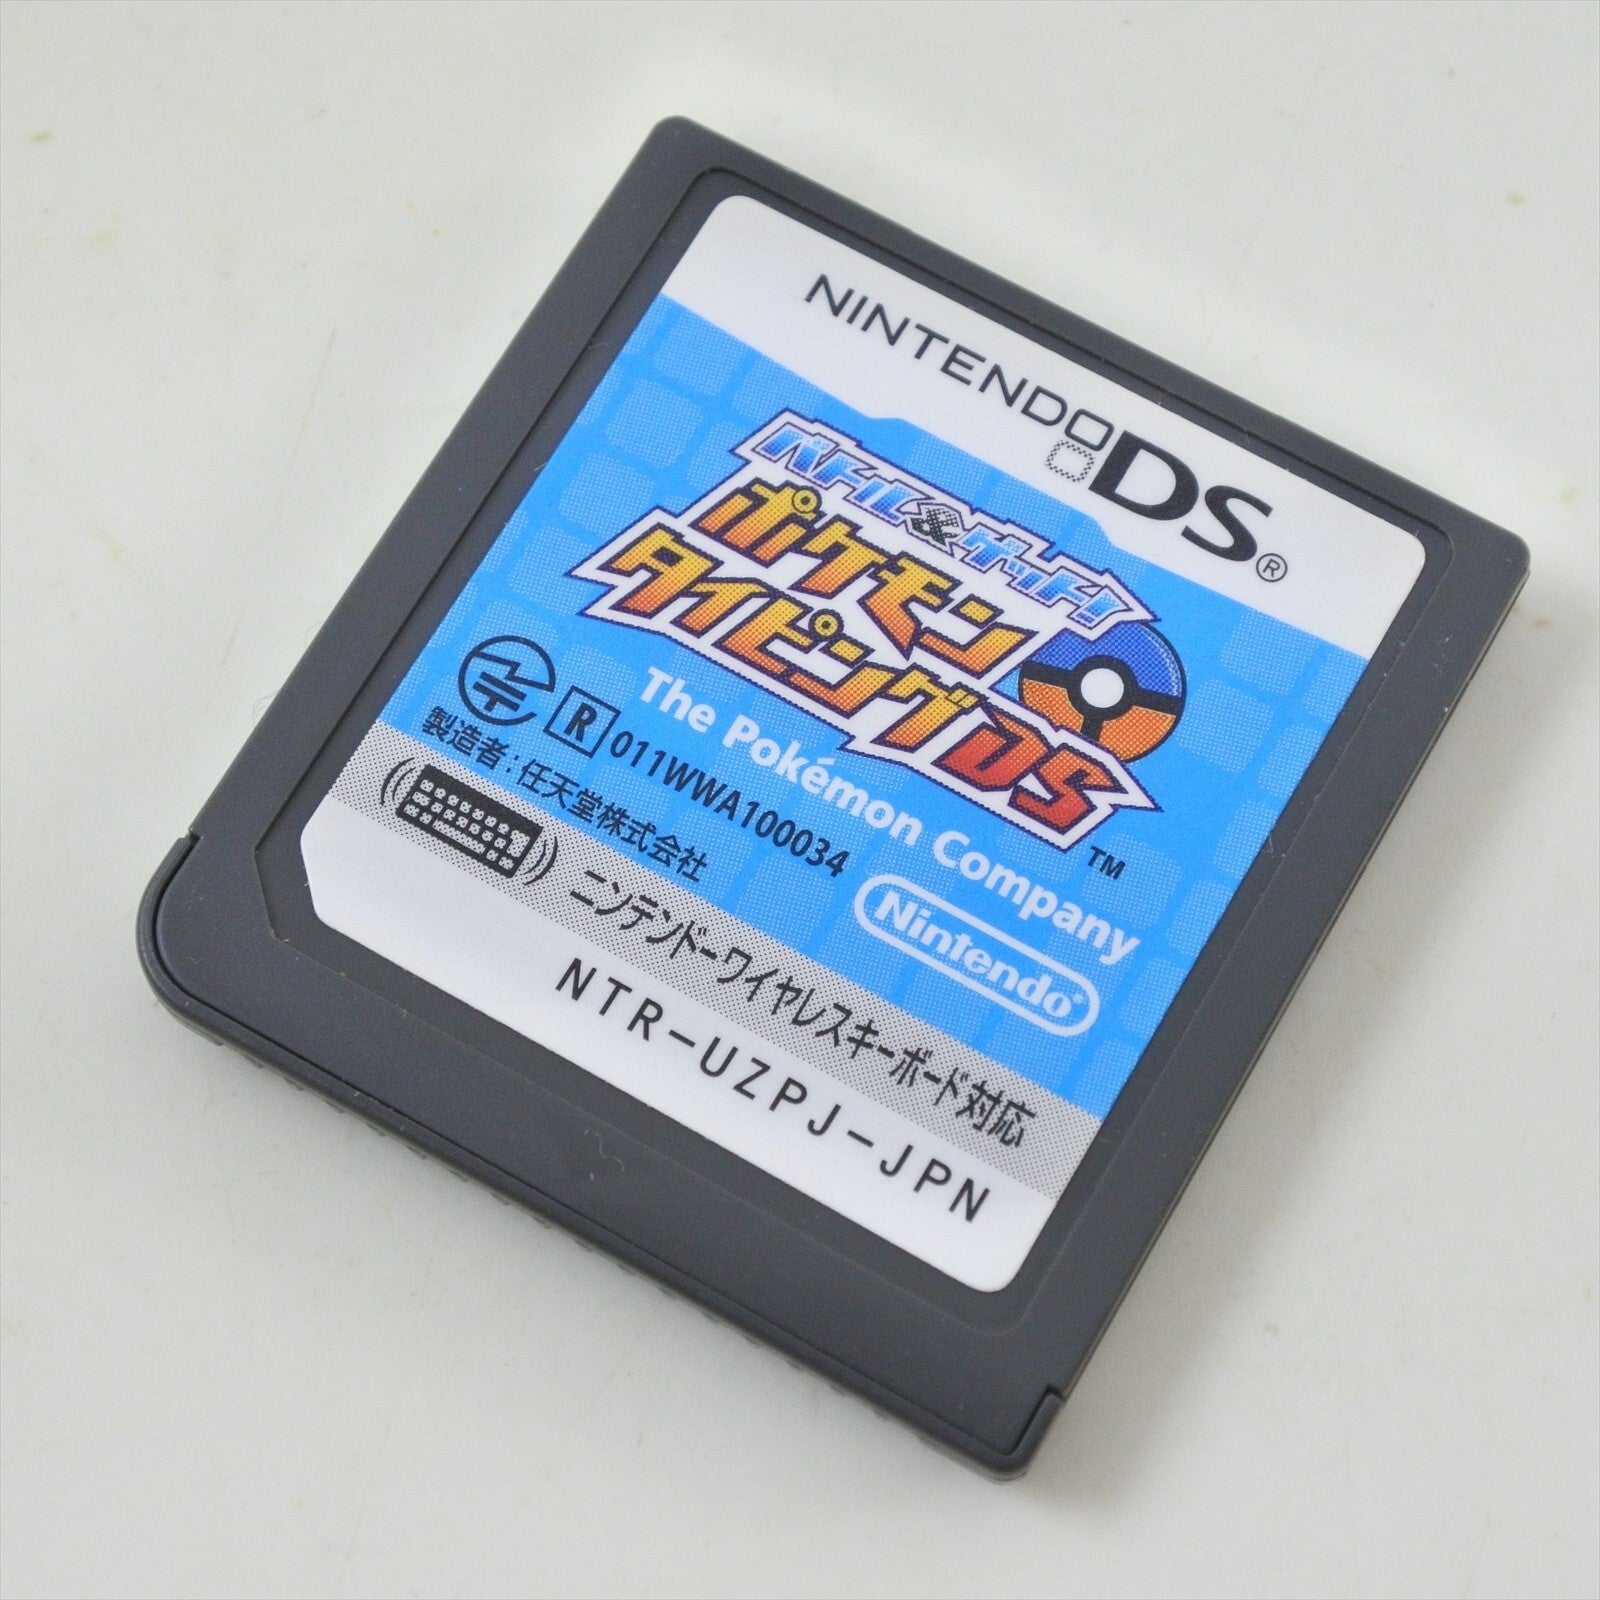 NINTENDO DS®
バトル&ゲット!
ポケモン
タイピングDS
TM
The Pokémon Company
R 011WWA100034
製造者:任天堂株式会社
Nintendo®
ニンテンドーワイヤレスキーボード対応
NTR-UZPJ-JPN